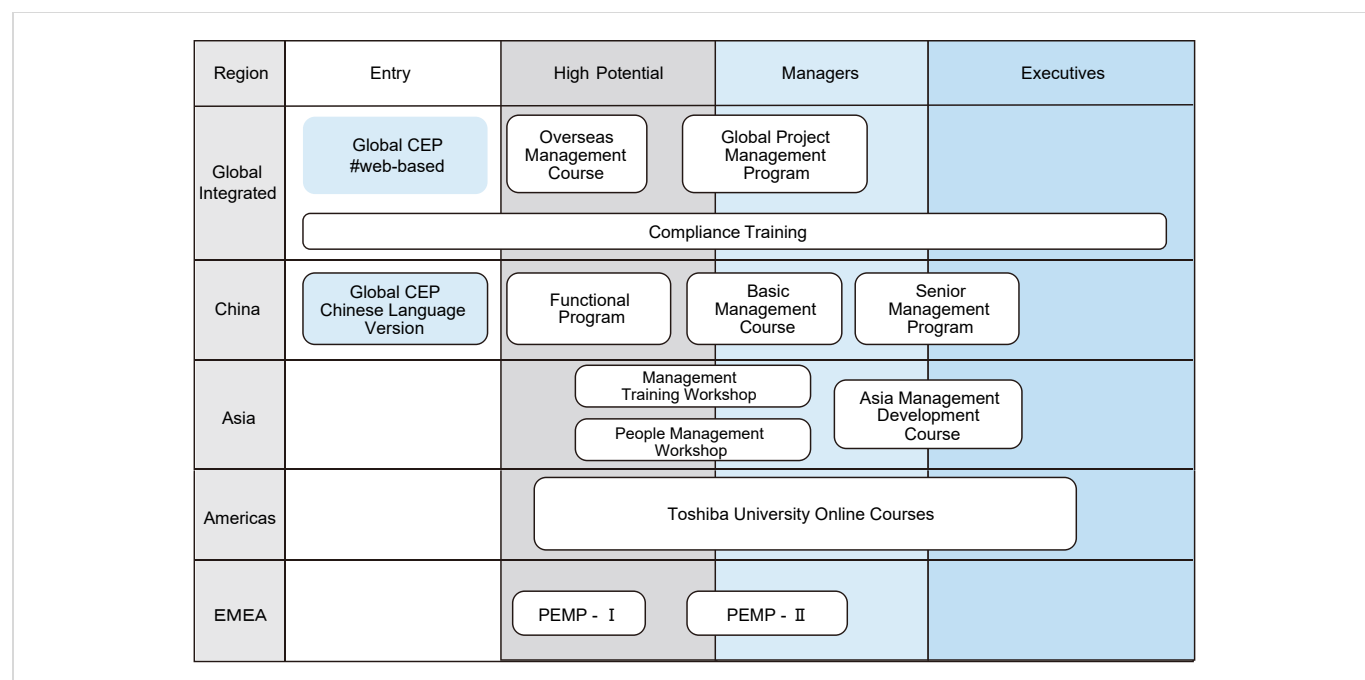 Region
Entry
High Potential
Managers
Executives
Global
Integrated
Global CEP
#web-based
Overseas
Management
Course
Global Project
Management
Program
Compliance Training
China
Global CEP
Chinese Language
Version
Functional
Program
Basic
Management
Course
Senior
Management
Program
Asia
Management
Training Workshop
People Management
Workshop
Asia Management
Development
Course
Americas
Toshiba University Online Courses
EMEA
PEMP - Ⅰ
PEMP - Ⅱ